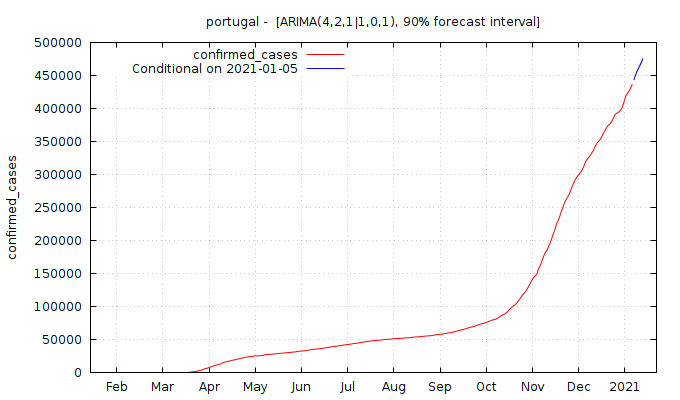 portugal - [ARIMA(4,2,1|1,0,1), 90% forecast interval]
confirmed_cases
Conditional on 2021-01-05
confirmed_cases
500000
450000
400000
350000
300000
250000
200000
150000
100000
50000
0
Feb Mar Apr May Jun Jul Aug Sep Oct Nov Dec 2021